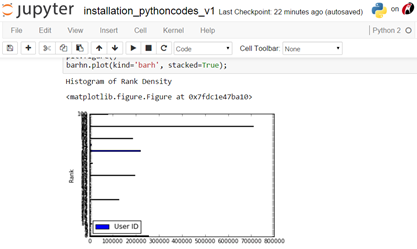 jupyter installation_pythoncodes_v1 Last Checkpoint: 22 minutes ago (autosaved)
File Edit View Insert Cell Kernel Help Python 2
Code Cell Toolbar: None
barhn.plot(kind='barh', stacked=True);
Histogram of Rank Density
<matplotlib.figure.Figure at 0x7fdc1e47ba10>
100
Rank
User ID
0 100000 200000 300000 400000 500000 600000 700000 800000